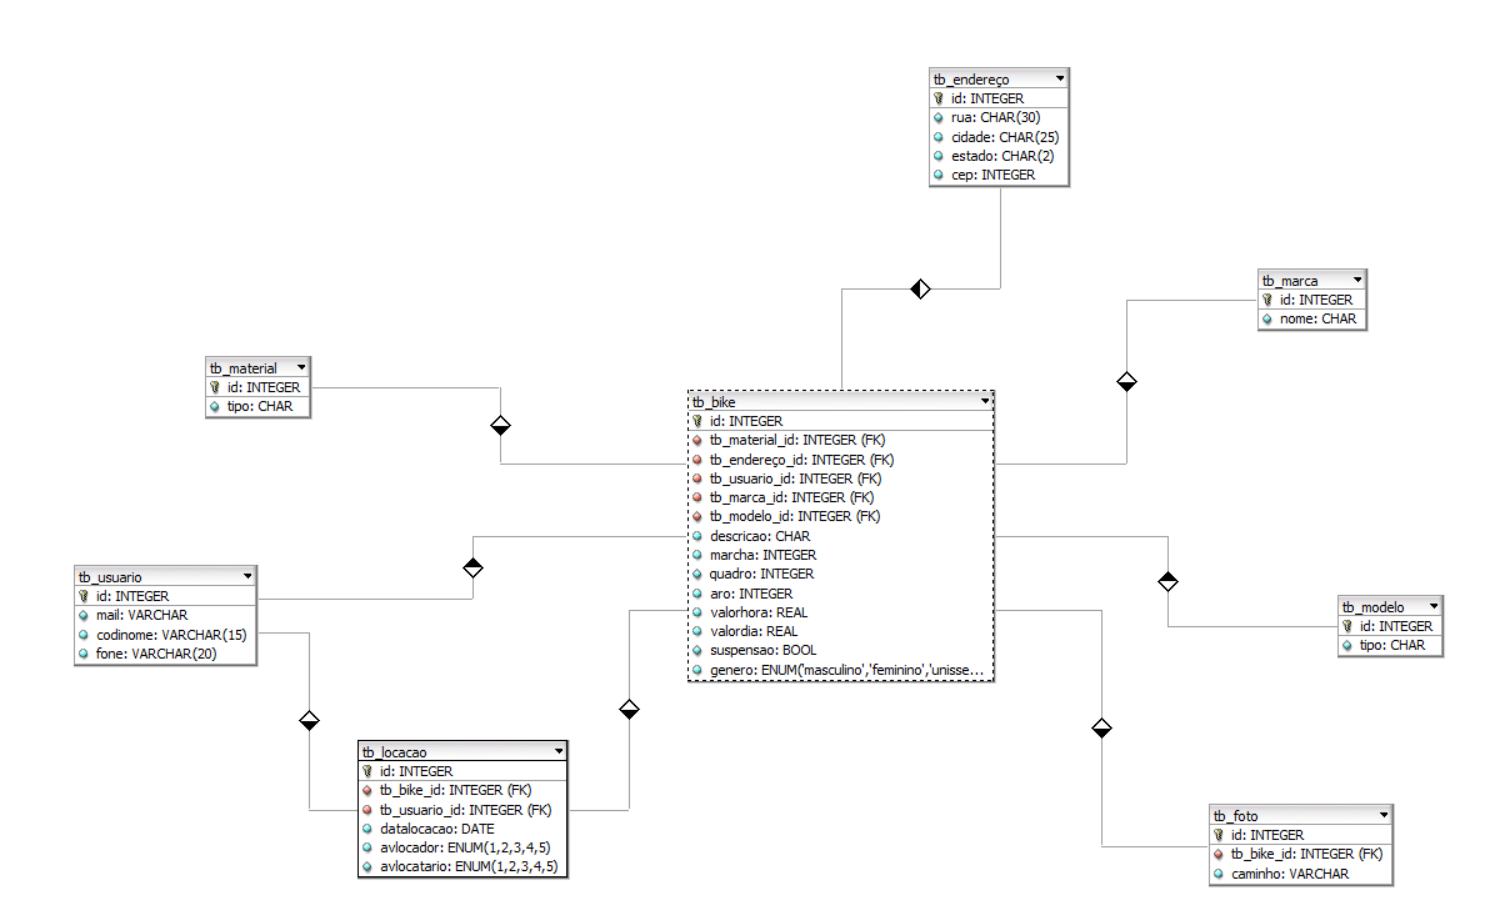 tb_endereço
id: INTEGER
rua: CHAR(30)
cidade: CHAR(25)
estado: CHAR(2)
cep: INTEGER
tb_marca
id: INTEGER
nome: CHAR
tb_material
id: INTEGER
tipo: CHAR
tb_bike
id: INTEGER
tb_material_id: INTEGER (FK)
tb_endereço_id: INTEGER (FK)
tb_usuario_id: INTEGER (FK)
tb_marca_id: INTEGER (FK)
tb_modelo_id: INTEGER (FK)
descricao: CHAR
marcha: INTEGER
quadro: INTEGER
aro: INTEGER
valorhora: REAL
valordia: REAL
suspensao: BOOL
genero: ENUM('masculino','feminino','unisse...
tb_usuario
id: INTEGER
mail: VARCHAR
codinome: VARCHAR(15)
fone: VARCHAR(20)
tb_modelo
id: INTEGER
tipo: CHAR
tb_locacao
id: INTEGER
tb_bike_id: INTEGER (FK)
tb_usuario_id: INTEGER (FK)
datalocacao: DATE
avlocador: ENUM(1,2,3,4,5)
avlocatario: ENUM(1,2,3,4,5)
tb_foto
id: INTEGER
tb_bike_id: INTEGER (FK)
caminho: VARCHAR